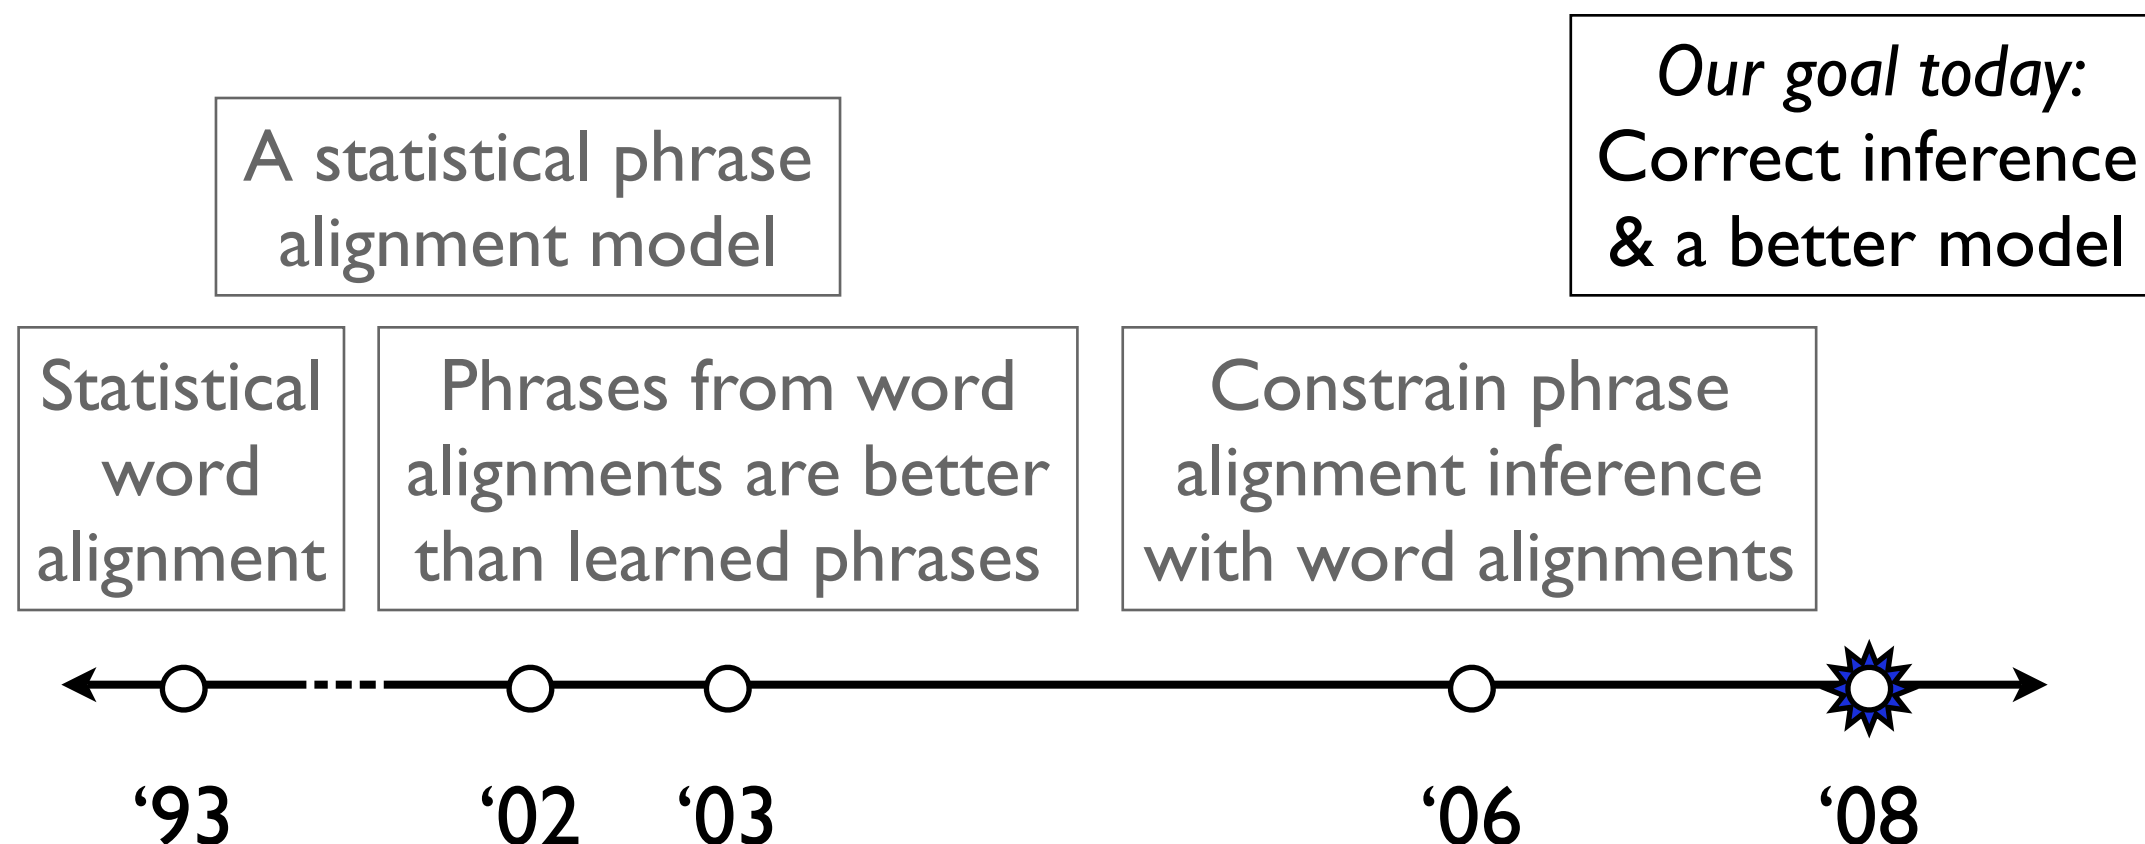 Our goal today:
Correct inference
& a better model
A statistical phrase
alignment model
Statistical
word
alignment
Phrases from word
alignments are better
than learned phrases
Constrain phrase
alignment inference
with word alignments
‘93
‘02
‘03
‘06
‘08